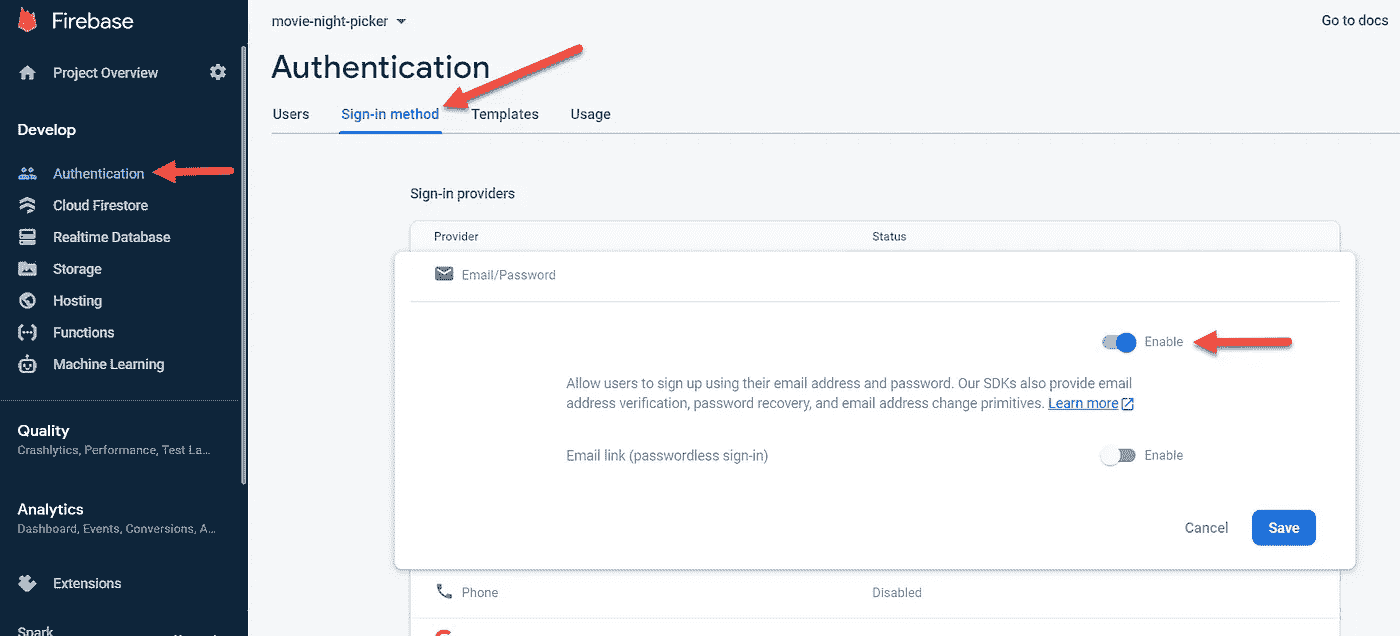 Firebase
Project Overview
Develop
Authentication
Cloud Firestore
Realtime Database
Storage
Hosting
Functions
Machine Learning
Quality
Crashlytics, Performance, Test La...
Analytics
Dashboard, Events, Conversions, A...
Extensions
Spark
movie-night-picker
Go to docs
Authentication
Users Sign-in method Templates Usage
Sign-in providers
Provider Status
Email/Password
Enable
Allow users to sign up using their email address and password. Our SDKs also provide email
address verification, password recovery, and email address change primitives. Learn more
Email link (passwordless sign-in) Enable
Cancel Save
Phone Disabled